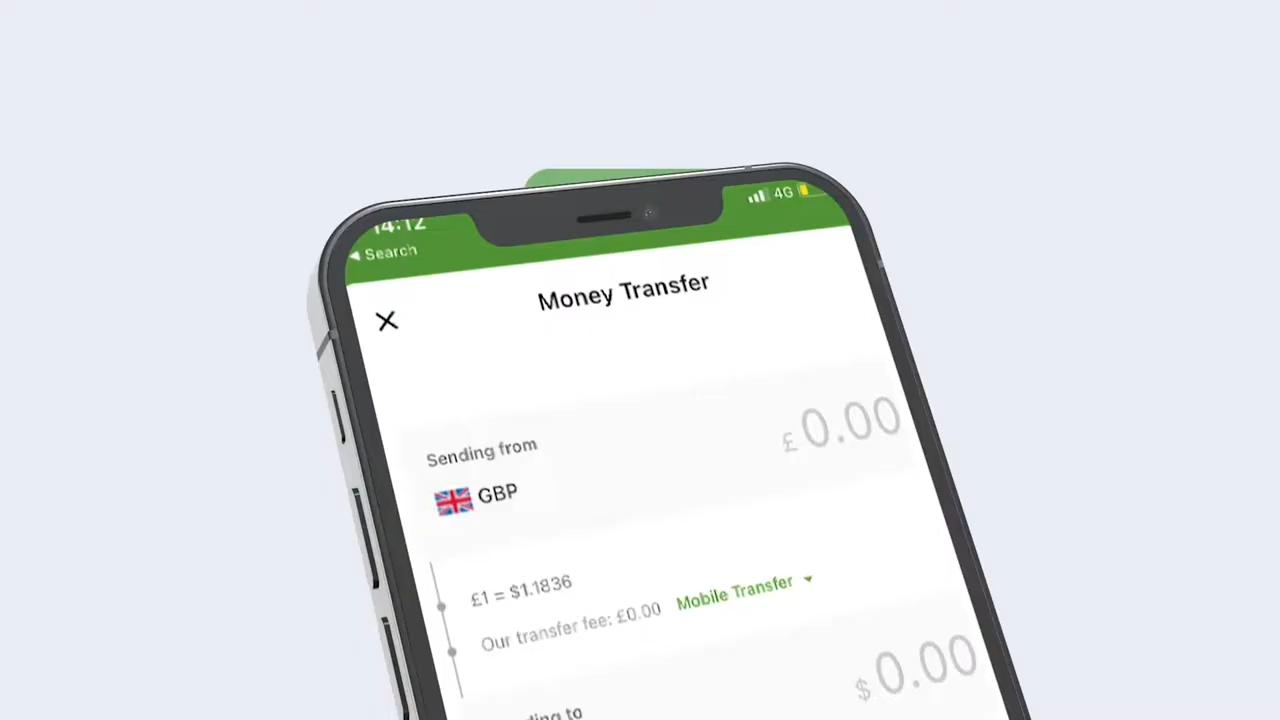 14:12
4G
◀ Search
Money Transfer
£ 0.00
Sending from
GBP
£1 = $1.1836
Our transfer fee: £0.00 Mobile Transfer
$ 0.00
to